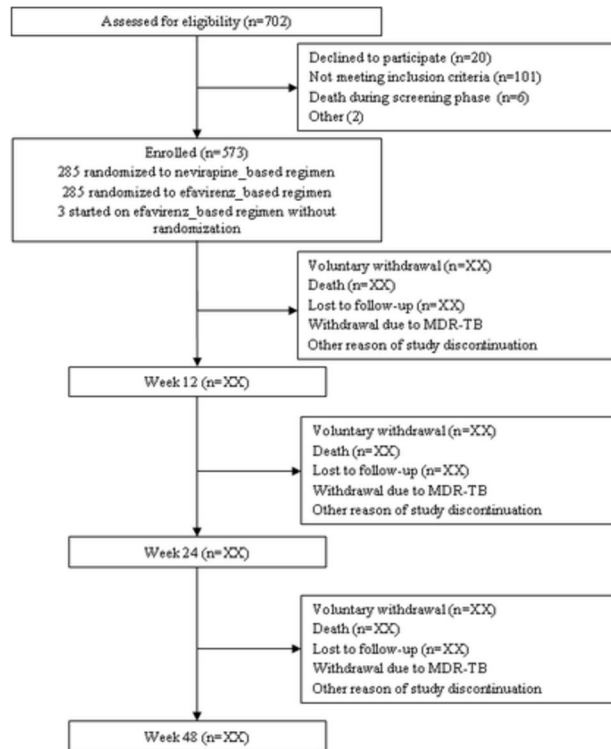 Assessed for eligibility (n=702)
Declined to participate (n=20)
Not meeting inclusion criteria (n=101)
Death during screening phase (n=6)
Other (2)
Enrolled (n=573)
285 randomized to nevirapine_based regimen
285 randomized to efavirenz_based regimen
3 started on efavirenz_based regimen without
randomization
Voluntary withdrawal (n=XX)
Death (n=XX)
Lost to follow-up (n=XX)
Withdrawal due to MDR-TB
Other reason of study discontinuation
Week 12 (n=XX)
Voluntary withdrawal (n=XX)
Death (n=XX)
Lost to follow-up (n=XX)
Withdrawal due to MDR-TB
Other reason of study discontinuation
Week 24 (n=XX)
Voluntary withdrawal (n=XX)
Death (n=XX)
Lost to follow-up (n=XX)
Withdrawal due to MDR-TB
Other reason of study discontinuation
Week 48 (n=XX)